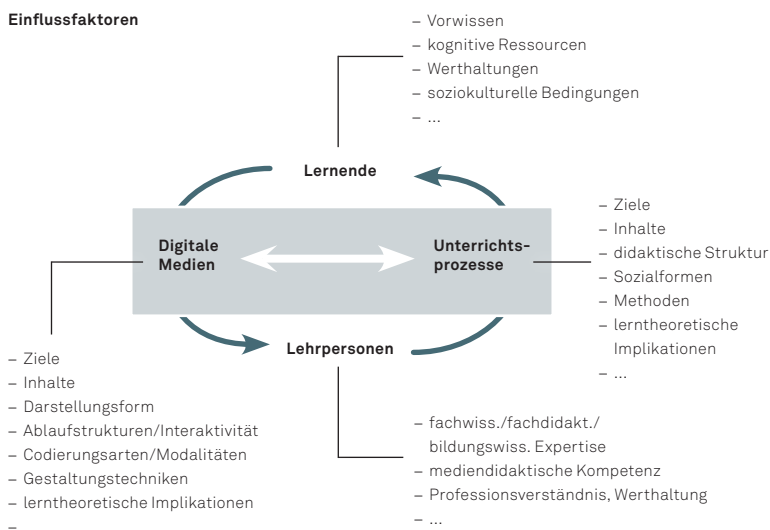 Einflussfaktoren
– Vorwissen
– kognitive Ressourcen
– Werthaltungen
– soziokulturelle Bedingungen
– ...
Lernende
Digitale
Medien
Unterrichts-
prozesse
– Ziele
– Inhalte
– didaktische Struktur
– Sozialformen
– Methoden
– lerntheoretische
Implikationen
– ...
Lehrpersonen
– Ziele
– Inhalte
– Darstellungsform
– Ablaufstrukturen/Interaktivität
– Codierungsarten/Modalitäten
– Gestaltungstechniken
– lerntheoretische Implikationen
–
– fachwiss./fachdidakt./
bildungswiss. Expertise
– mediendidaktische Kompetenz
– Professionsverständnis, Werthaltung
– ...